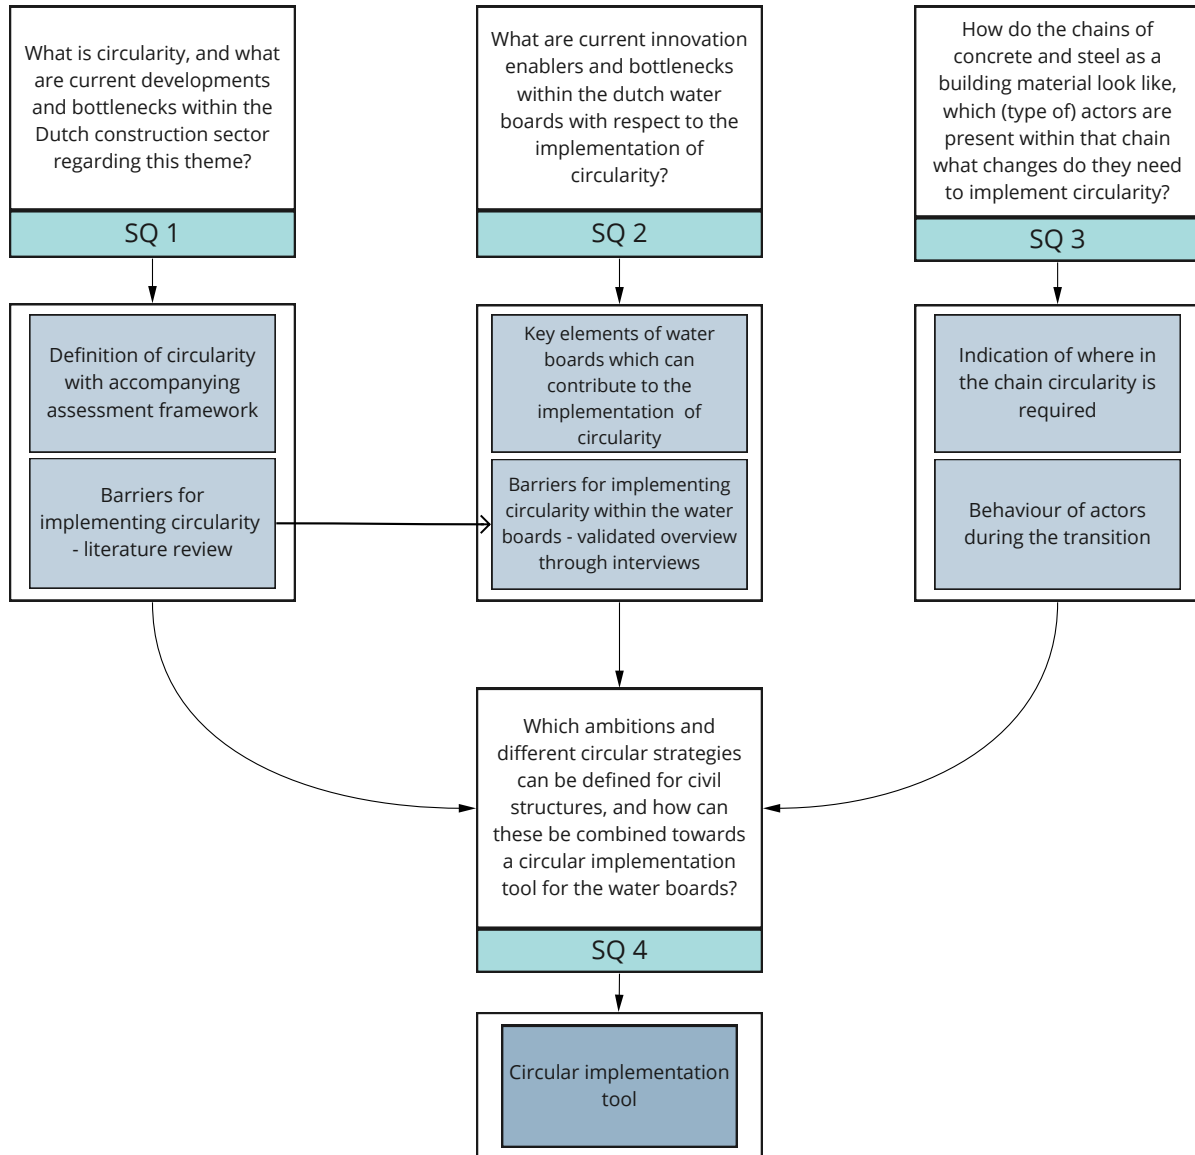 What is circularity, and what
are current developments
and bottlenecks within the
Dutch construction sector
regarding this theme?
SQ 1
What are current innovation
enablers and bottlenecks
within the dutch water
boards with respect to the
implementation of
circularity?
SQ 2
How do the chains of
concrete and steel as a
building material look like,
which (type of) actors are
present within that chain
what changes do they need
to implement circularity?
SQ 3
Definition of circularity
with accompanying
assessment framework
Barriers for
implementing circularity
- literature review
Key elements of water
boards which can
contribute to the
implementation of
circularity
Barriers for implementing
circularity within the water
boards - validated overview
through interviews
Indication of where in
the chain circularity is
required
Behaviour of actors
during the transition
Which ambitions and
different circular strategies
can be defined for civil
structures, and how can
these be combined towards
a circular implementation
tool for the water boards?
SQ 4
Circular implementation
tool